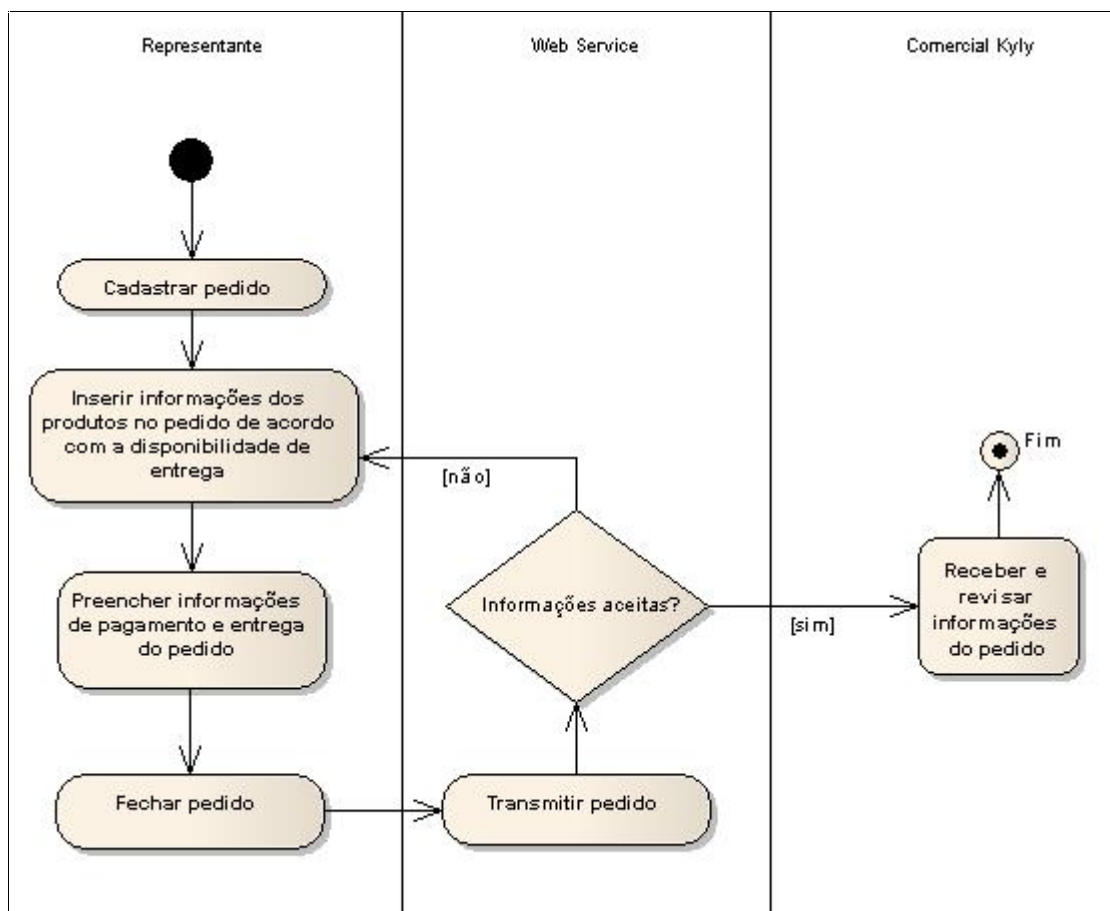 Representante
Web Service
Comercial Kyly
Cadastrar pedido
Inserir informações dos
produtos no pedido de acordo
com a disponibilidade de
entrega
[não]
Fim
Preencher informações
de pagamento e entrega
do pedido
Informações aceitas?
[sim]
Receber e
revisar
informações
do pedido
Fechar pedido
Transmitir pedido